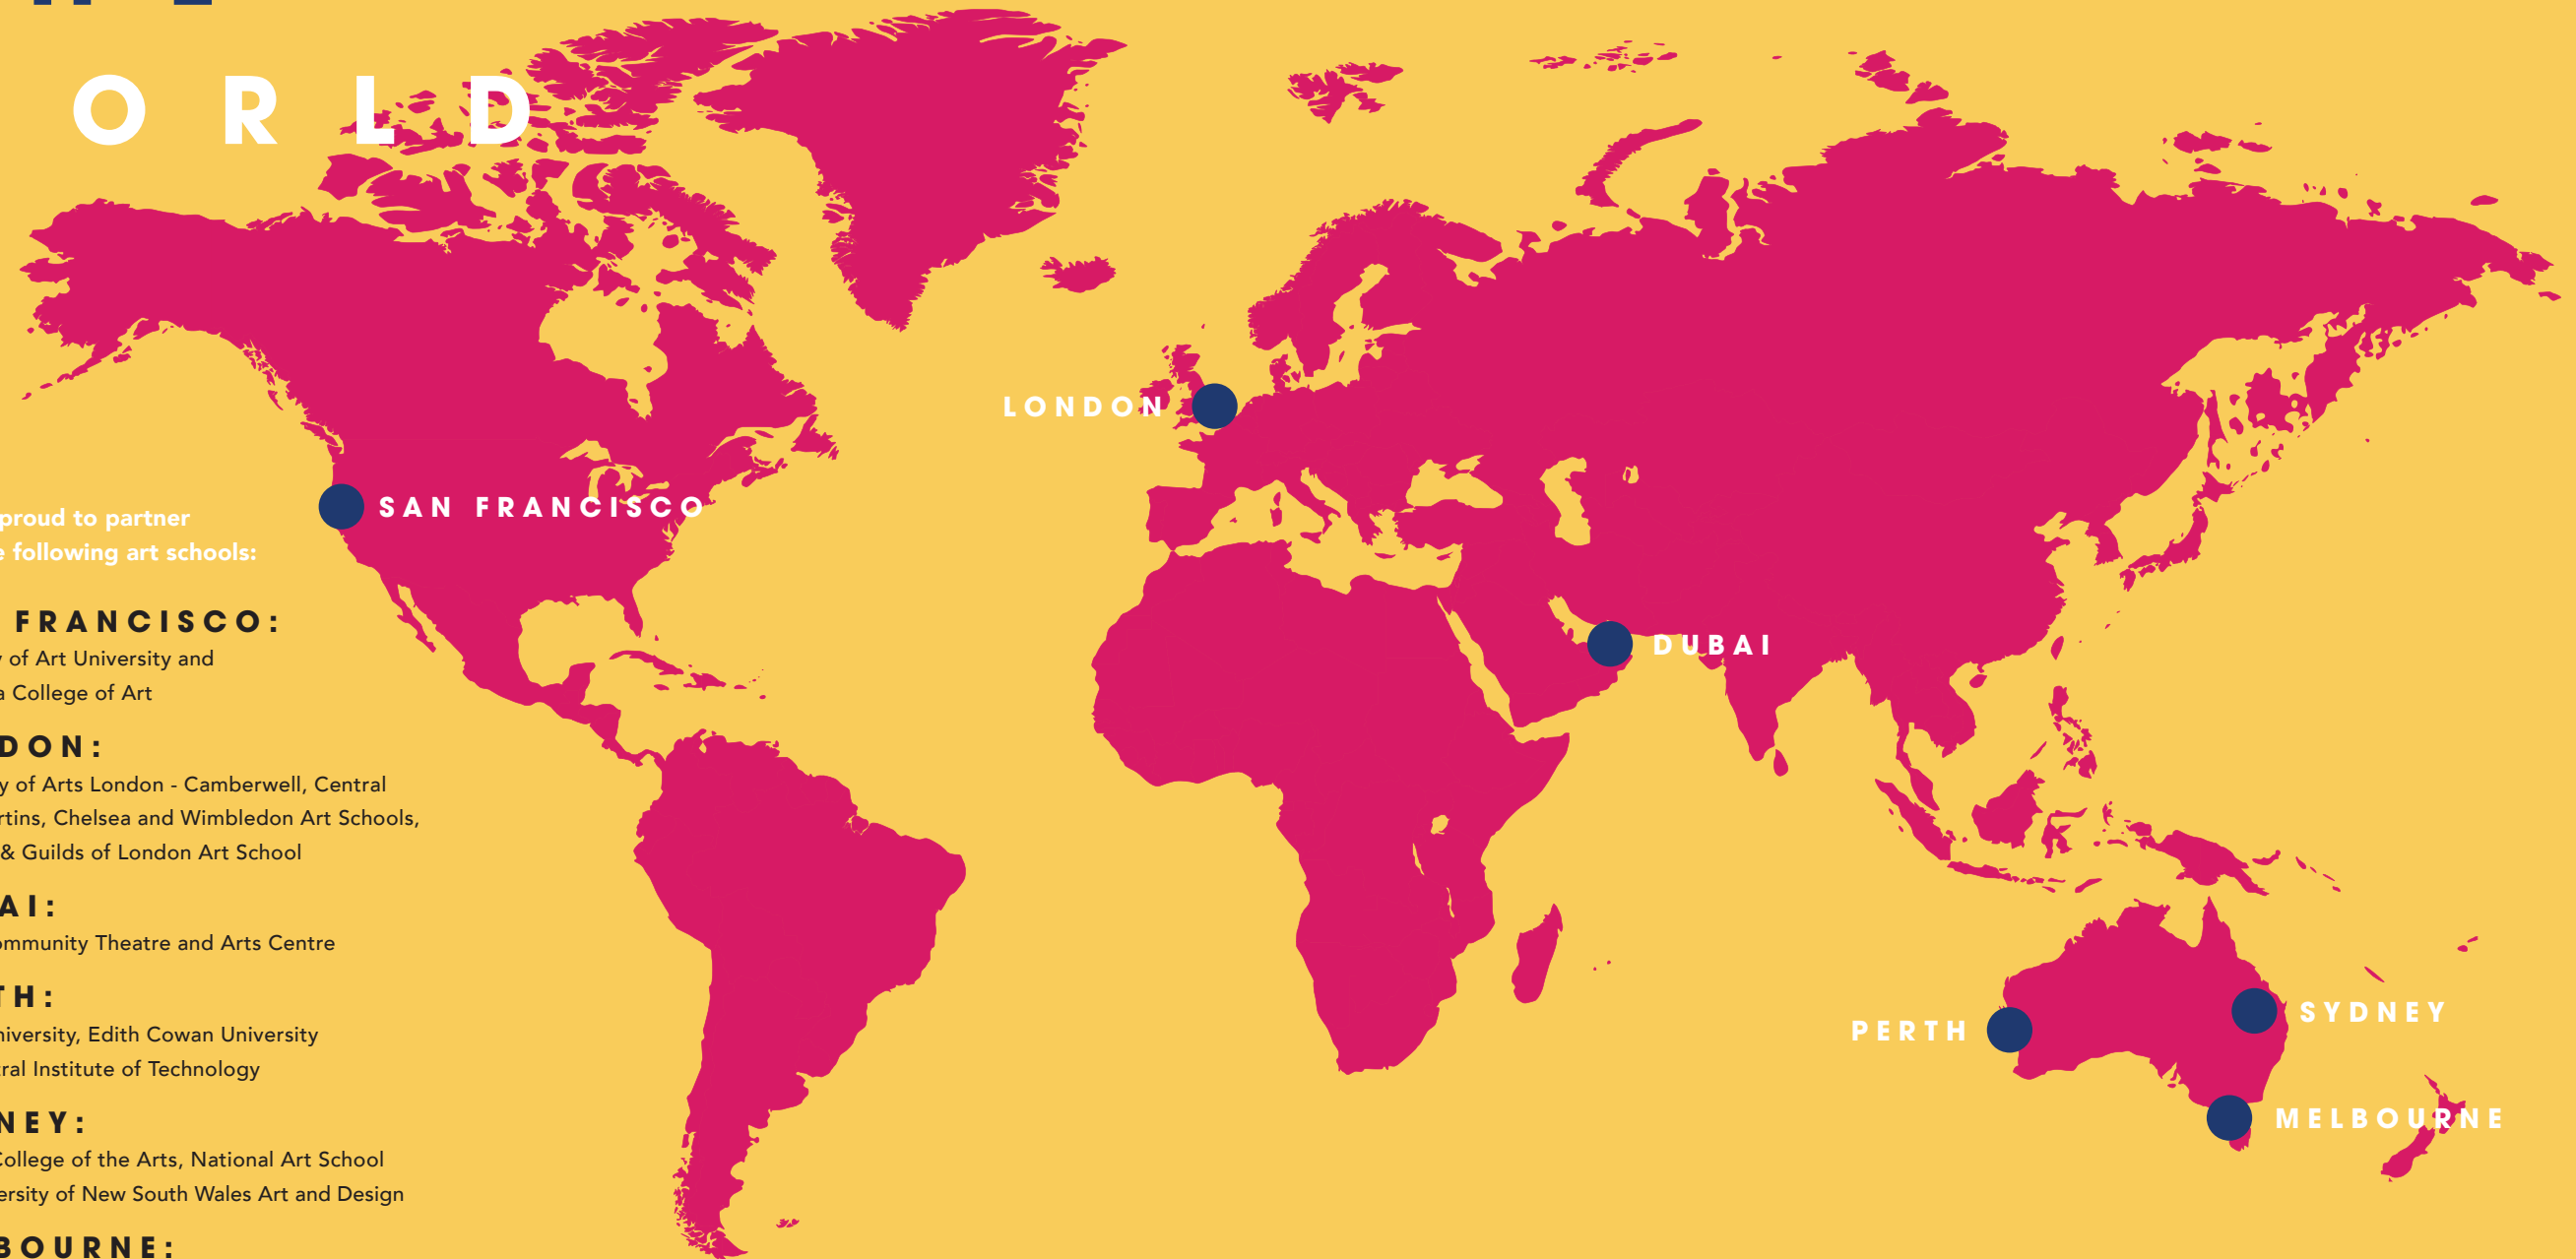 ORLD
LONDON
SAN FRANCISCO
DUBAI
SYDNEY
PERTH
MELBOURNE
proud to partner
following art schools:
FRANCISCO:
of Art University and
College of Art
DON:
of Arts London - Camberwell, Central
rtins, Chelsea and Wimbledon Art Schools,
& Guilds of London Art School
AI:
ommunity Theatre and Arts Centre
TH:
niversity, Edith Cowan University
tral Institute of Technology
NEY:
College of the Arts, National Art School
ersity of New South Wales Art and Design
BOURNE: